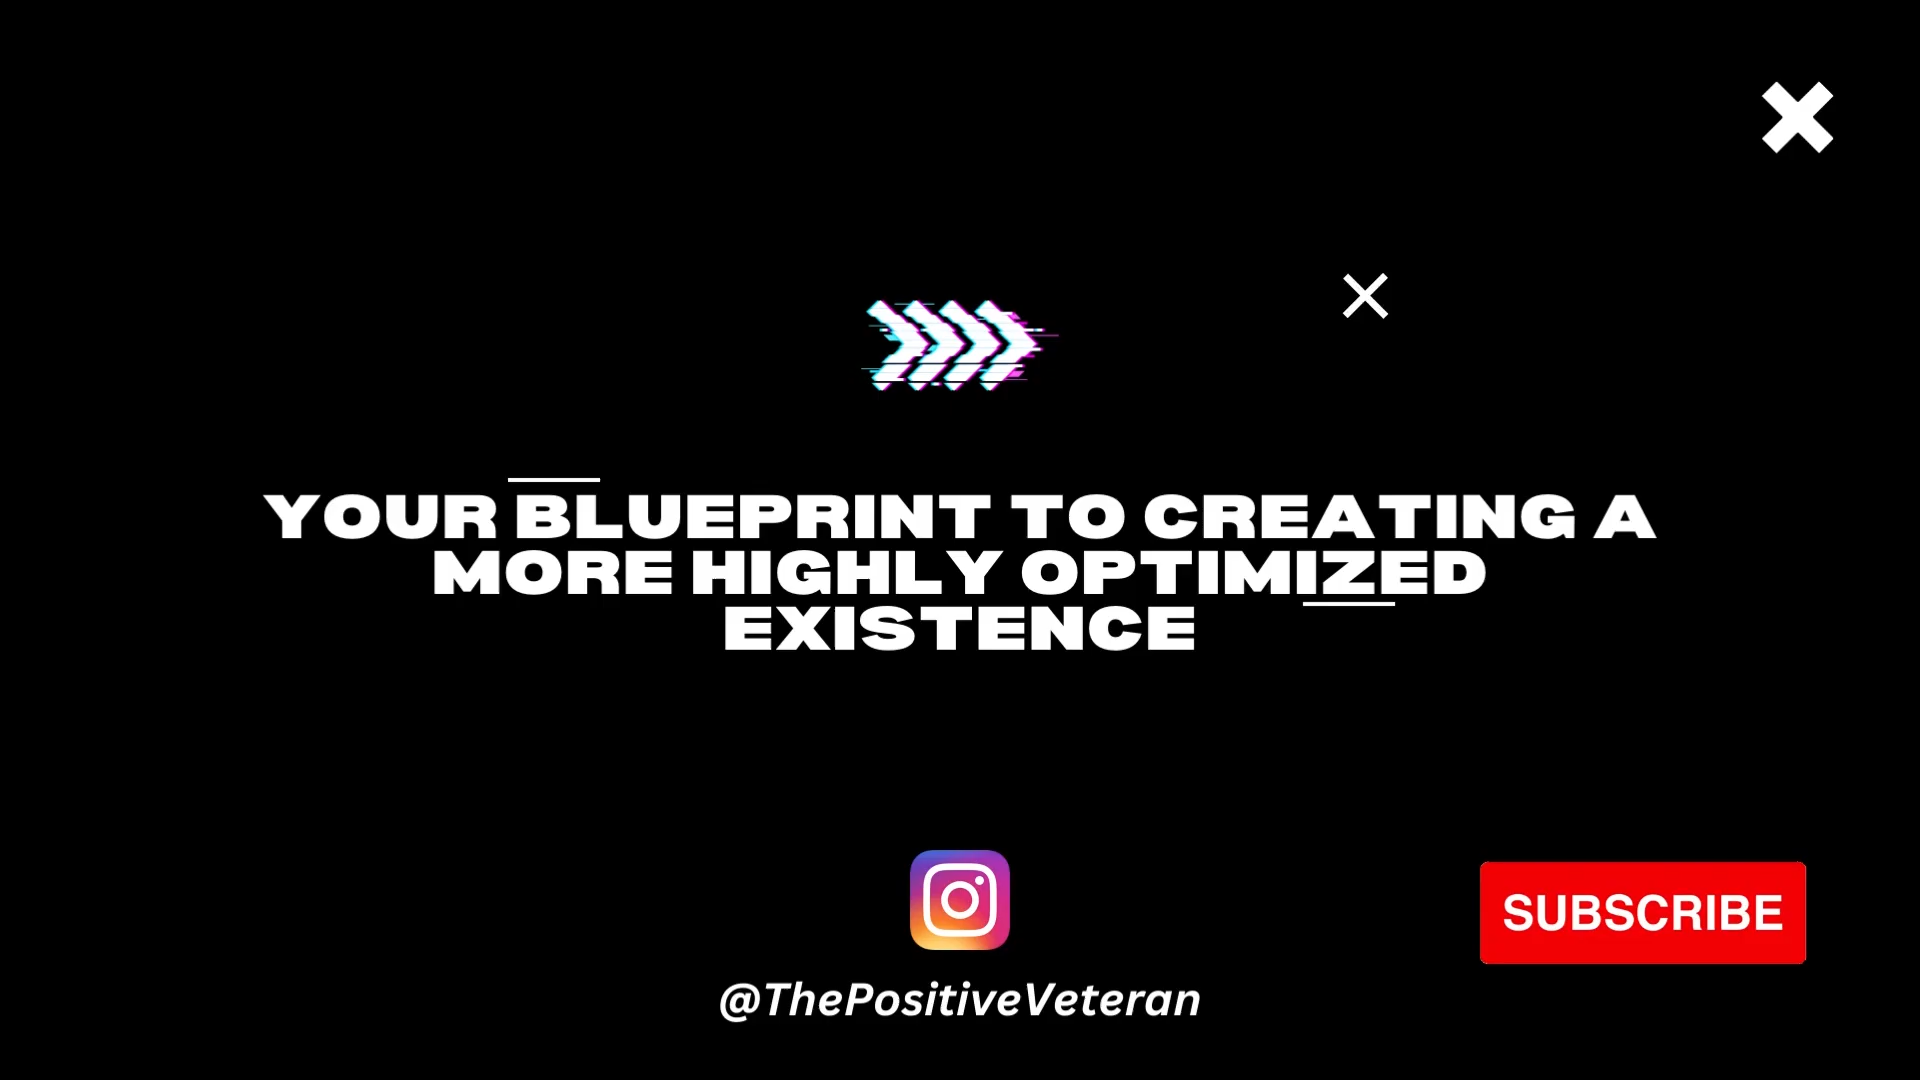 YOUR BLUEPRINT TO CREATING A
MORE HIGHLY OPTIMIZED
EXISTENCE
SUBSCRIBE
@ThePositiveVeteran